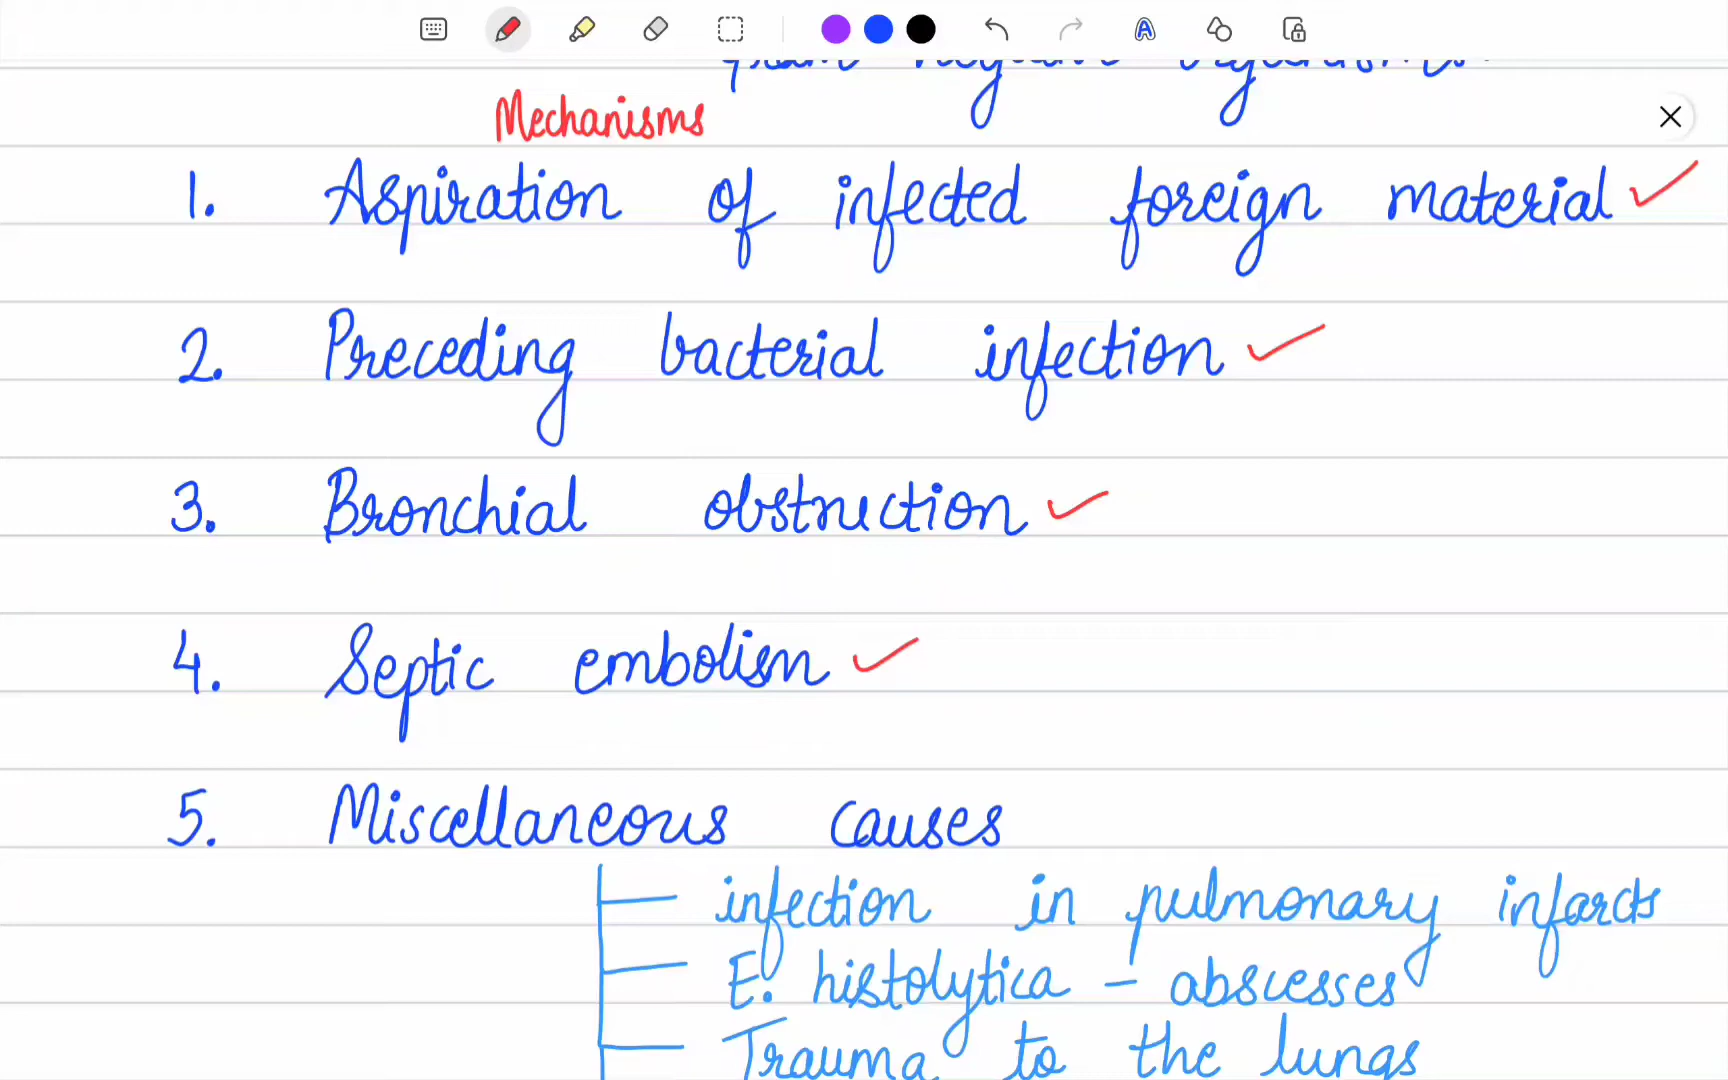 Mechanisms
1. Aspiration of infected foreign material ✓
2. Preceding bacterial infection ✓
3. Bronchial obstruction ✓
4. Septic embolism ✓
5. Miscellaneous causes
infection in pulmonary infarcts
E. histolytica - abscesses
Trauma to the lungs